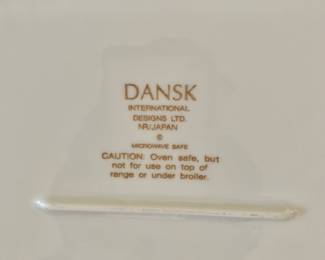 DANSK
INTERNATIONAL
DESIGNS LTD.
NR/JAPAN
©
MICROWAVE SAFE
CAUTION: Oven safe, but
not for use on top of
range or under broiler.